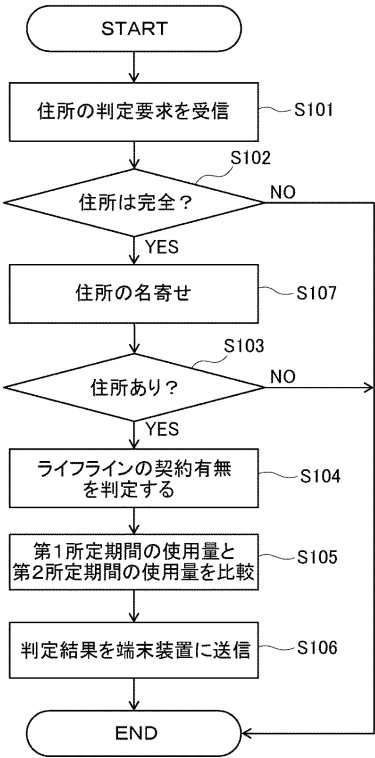 START
住所の判定要求を受信
S101
S102
住所は完全？
NO
YES
住所の名寄せ
S107
S103
住所あり？
NO
YES
ライフラインの契約有無
を判定する
S104
第１所定期間の使用量と
第２所定期間の使用量を比較
S105
判定結果を端末装置に送信
S106
END